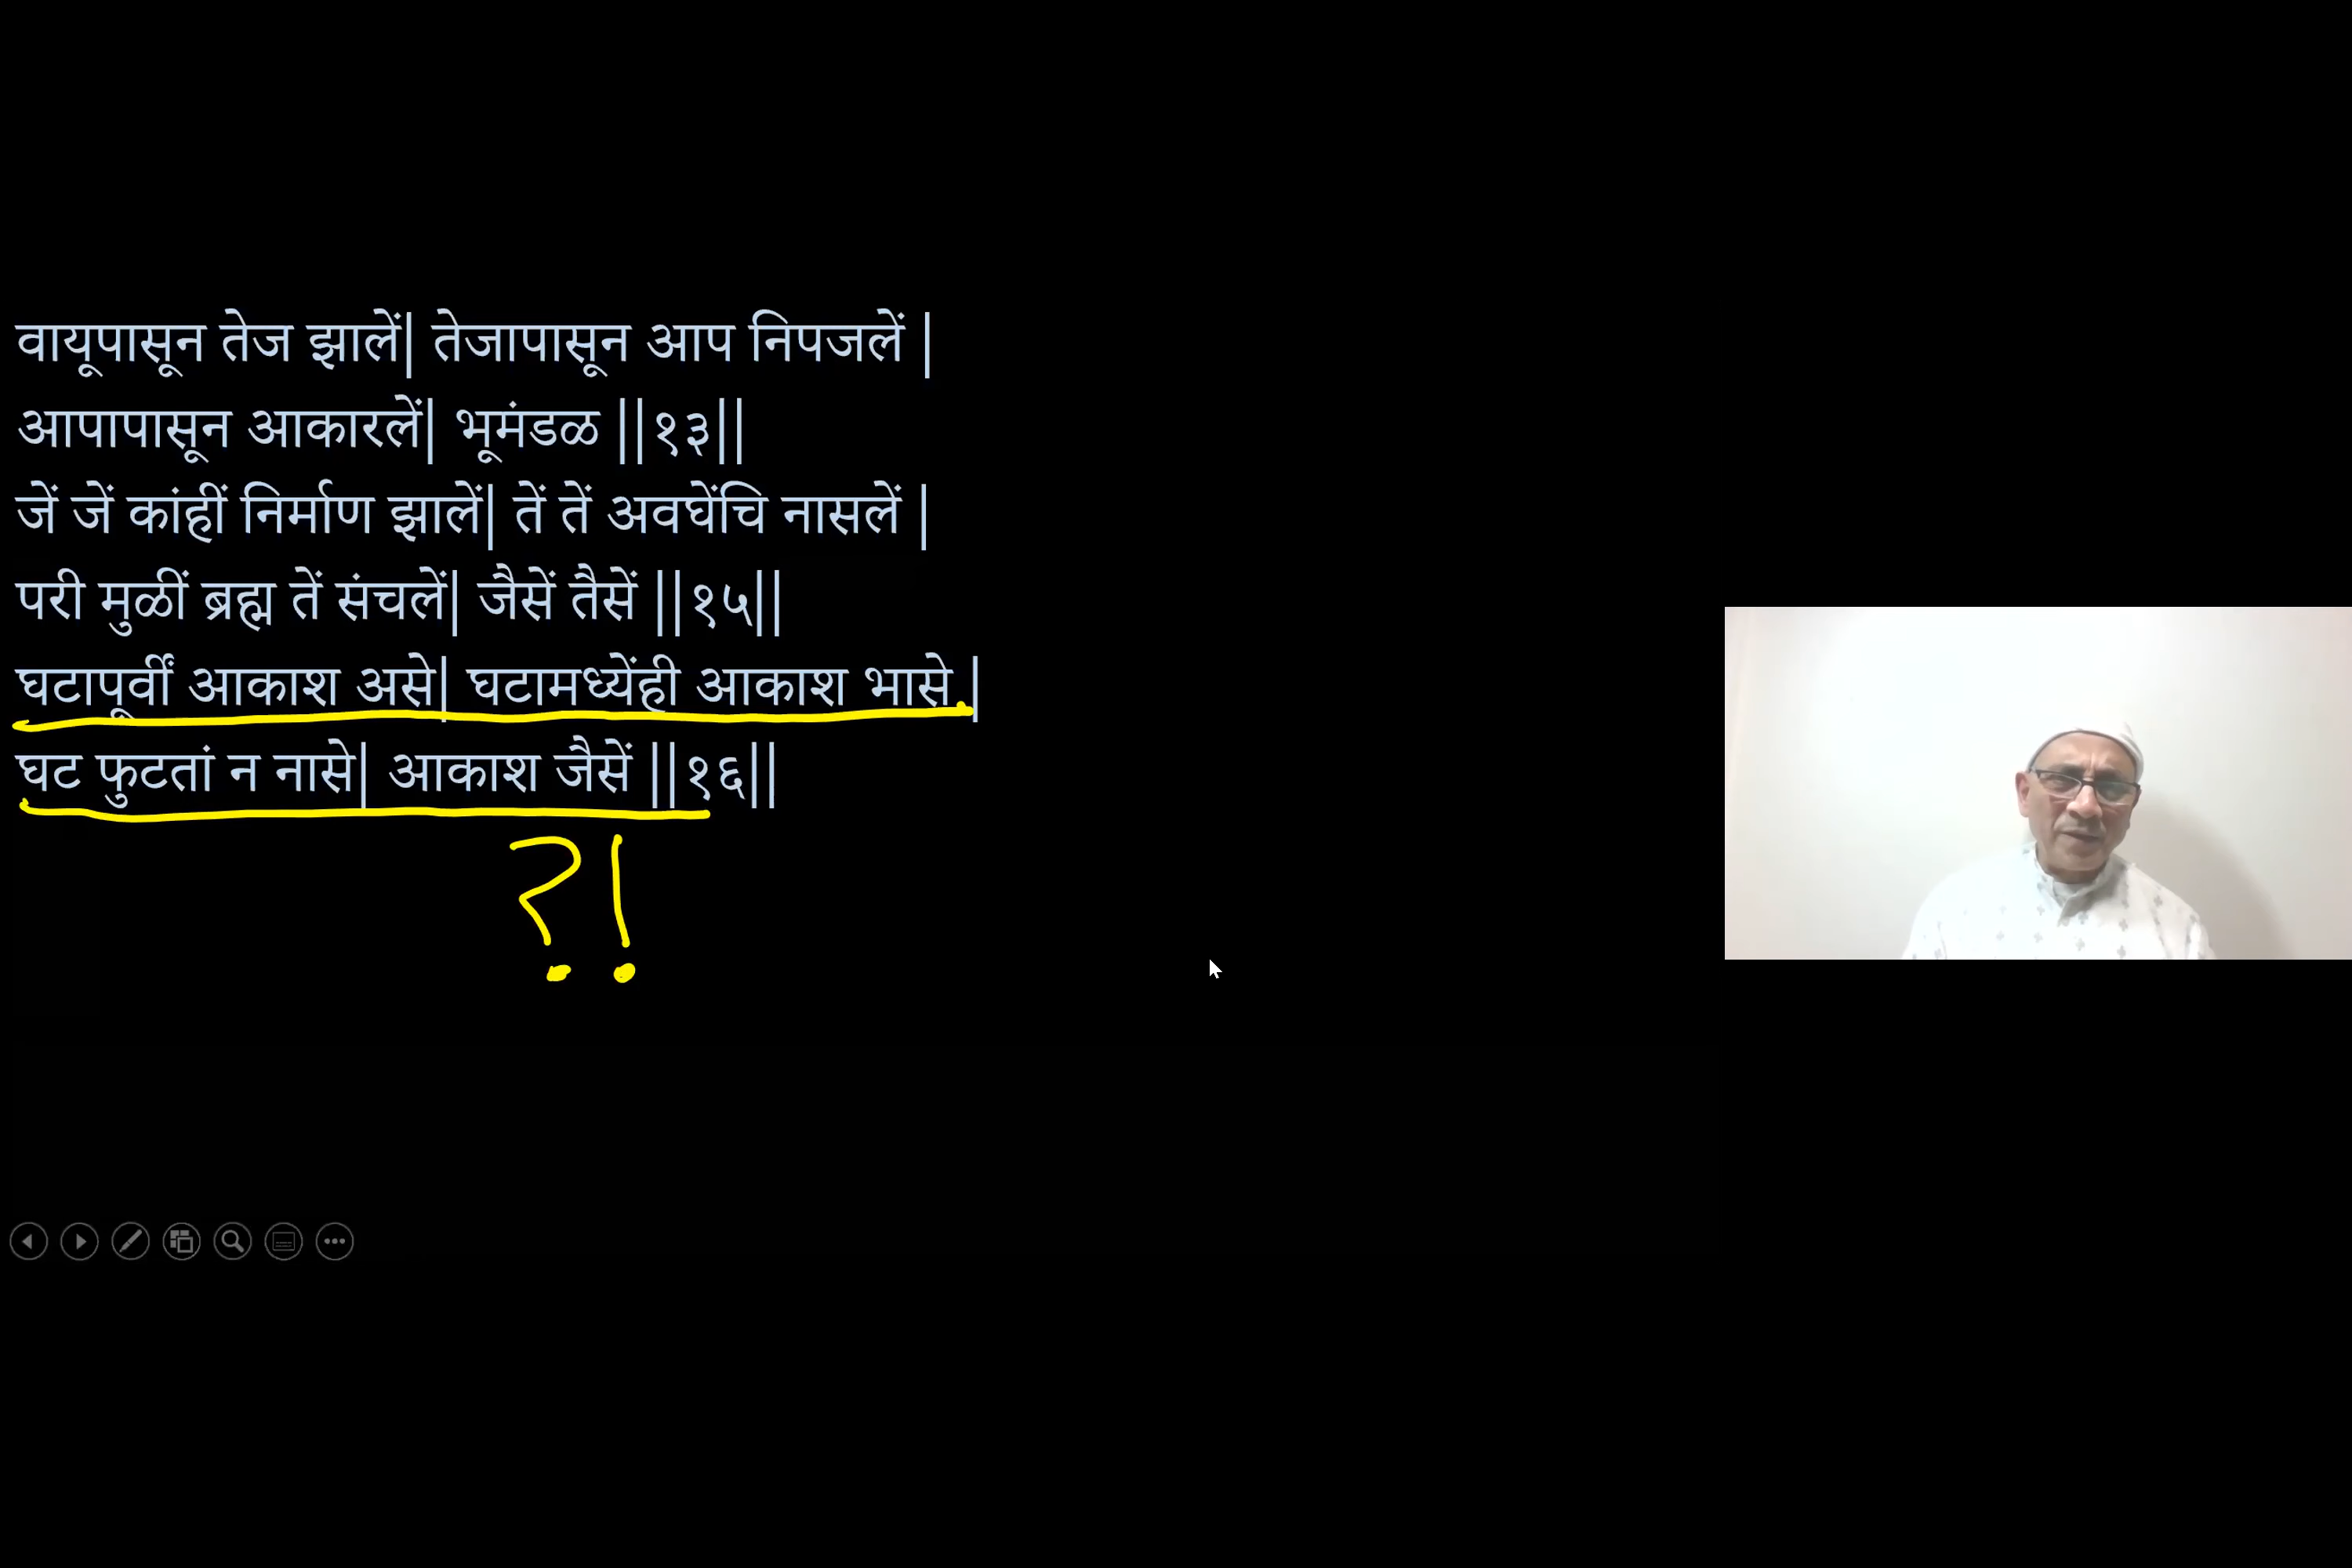 वायूपासून तेज झालें| तेजापासून आप निपजलें |
आपापासून आकारलें| भूमंडळ ||१३||
जें जें कांहीं निर्माण झालें| तें तें अवघेंचि नासलें |
परी मुळीं ब्रह्म तें संचलें| जैसें तैसें ||१५||
घटापूर्वीं आकाश असे| घटामध्येंही आकाश भासे |
घट फुटतां न नासे| आकाश जैसें ||१६||
?!